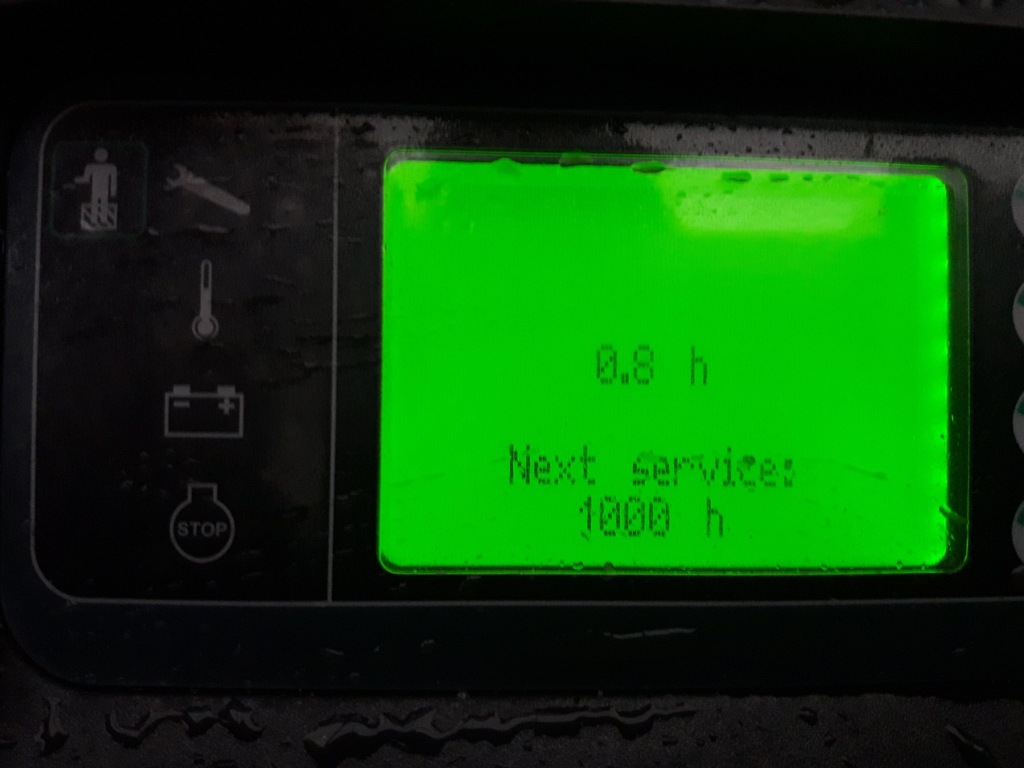 0.8 h
Next service:
1000 h
STOP